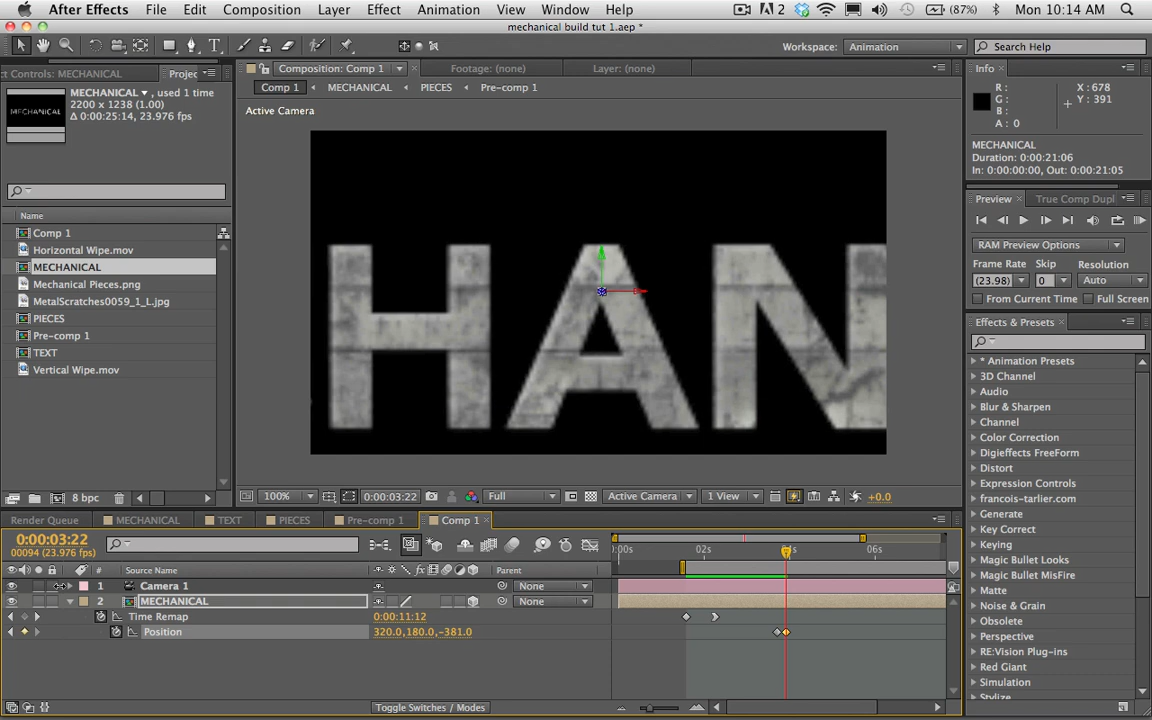 After Effects File Edit Composition Layer Effect Animation View Window Help 2 (87%) Mon 10:14 AM
mechanical build tut 1.aep *
Workspace: Animation Search Help
ct Controls: MECHANICAL Projec
Composition: Comp 1 Footage: (none) Layer: (none)
Info
MECHANICAL , used 1 time
2200 x 1238 (1.00)
Δ 0:00:25:14, 23.976 fps
Comp 1 MECHANICAL PIECES Pre-comp 1
R: X : 678
G: Y : 391
B:
A : 0
Active Camera
MECHANICAL
MECHANICAL
Duration: 0:00:21:06
In: 0:00:00:00, Out: 0:00:21:05
Preview True Comp Dupl
Name
Comp 1
Horizontal Wipe.mov
MECHANICAL
Mechanical Pieces.png
MetalScratches0059_1_L.jpg
PIECES
Pre-comp 1
TEXT
Vertical Wipe.mov
HAN
RAM Preview Options
Frame Rate Skip Resolution
(23.98) 0 Auto
From Current Time Full Screen
Effects & Presets
* Animation Presets
3D Channel
Audio
Blur & Sharpen
Channel
Color Correction
Digieffects FreeForm
Distort
Expression Controls
francois-tarlier.com
Generate
Key Correct
Keying
Magic Bullet Looks
Magic Bullet MisFire
Matte
Noise & Grain
Obsolete
Perspective
RE:Vision Plug-ins
Red Giant
Simulation
Stylize
8 bpc
100% 0:00:03:22 Full Active Camera 1 View +0.0
Render Queue MECHANICAL TEXT PIECES Pre-comp 1 Comp 1
0:00:03:22
00094 (23.976 fps)
:00s 02s 04s 06s
# Source Name Parent
1 Camera 1 None
2 MECHANICAL None
Time Remap 0:00:11:12
Position 320.0,180.0,-381.0
Toggle Switches / Modes